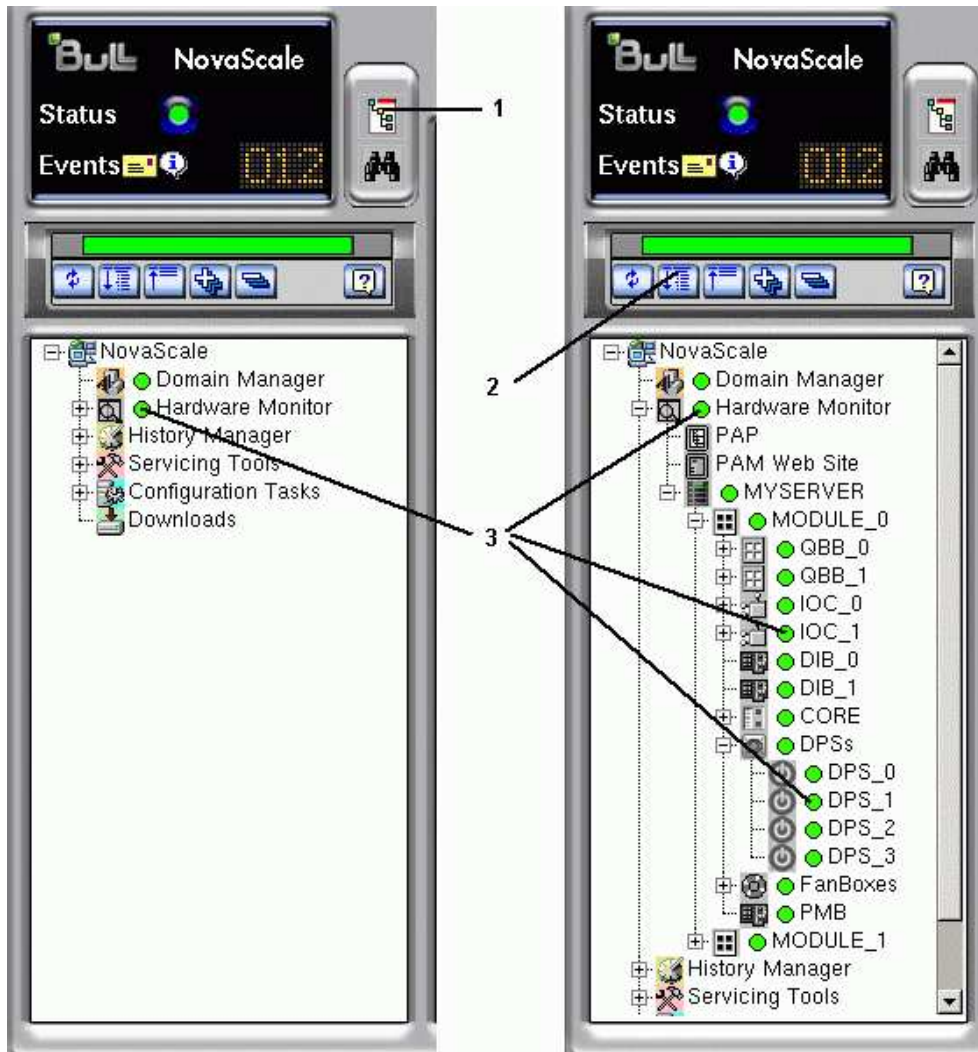 Bull NovaScale
Status
Events 012
1
NovaScale
Domain Manager
Hardware Monitor
History Manager
Servicing Tools
Configuration Tasks
Downloads
Bull NovaScale
Status
Events 012
2
3
NovaScale
Domain Manager
Hardware Monitor
PAP
PAM Web Site
MYSERVER
MODULE_0
QBB_0
QBB_1
IOC_0
IOC_1
DIB_0
DIB_1
CORE
DPSs
DPS_0
DPS_1
DPS_2
DPS_3
FanBoxes
PMB
MODULE_1
History Manager
Servicing Tools